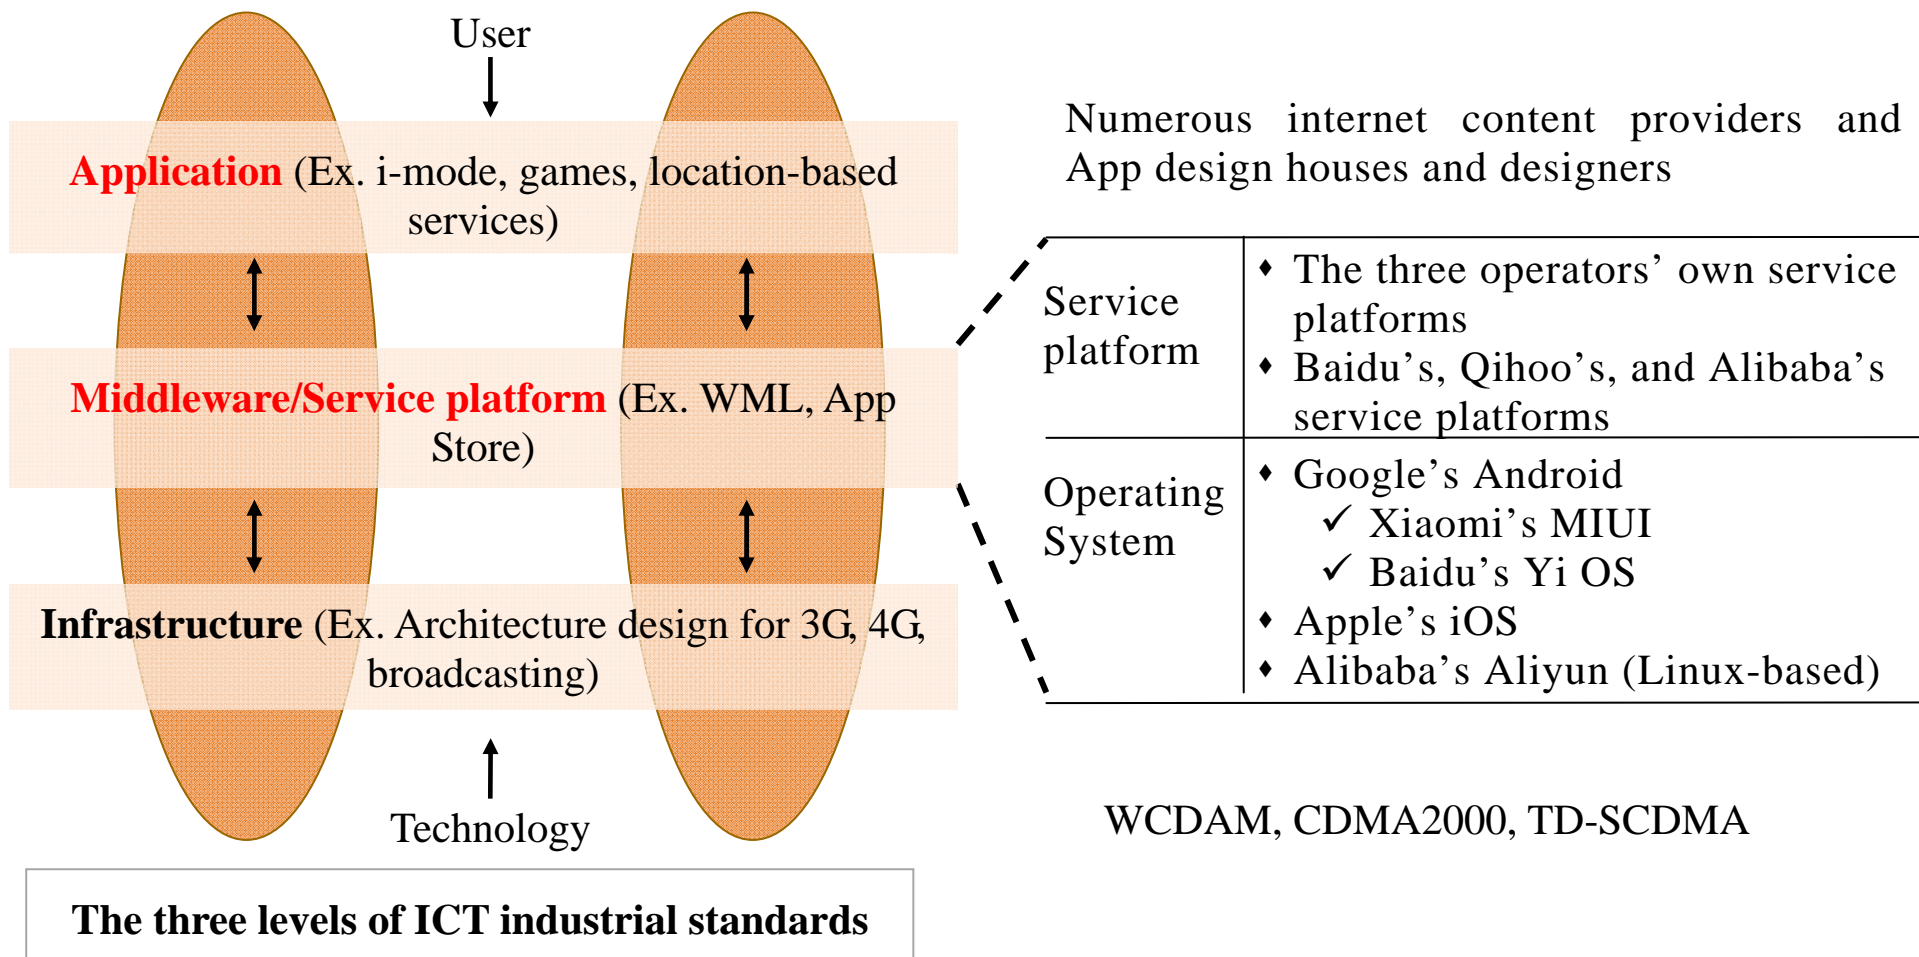 User
Application (Ex. i-mode, games, location-based
services)
Middleware/Service platform (Ex. WML, App
Store)
Infrastructure (Ex. Architecture design for 3G, 4G,
broadcasting)
Technology
The three levels of ICT industrial standards
Numerous internet content providers and
App design houses and designers
Service
platform
♦ The three operators’ own service
platforms
♦ Baidu’s, Qihoo’s, and Alibaba’s
service platforms
Operating
System
♦ Google’s Android
✓ Xiaomi’s MIUI
✓ Baidu’s Yi OS
♦ Apple’s iOS
♦ Alibaba’s Aliyun (Linux-based)
WCDAM, CDMA2000, TD-SCDMA